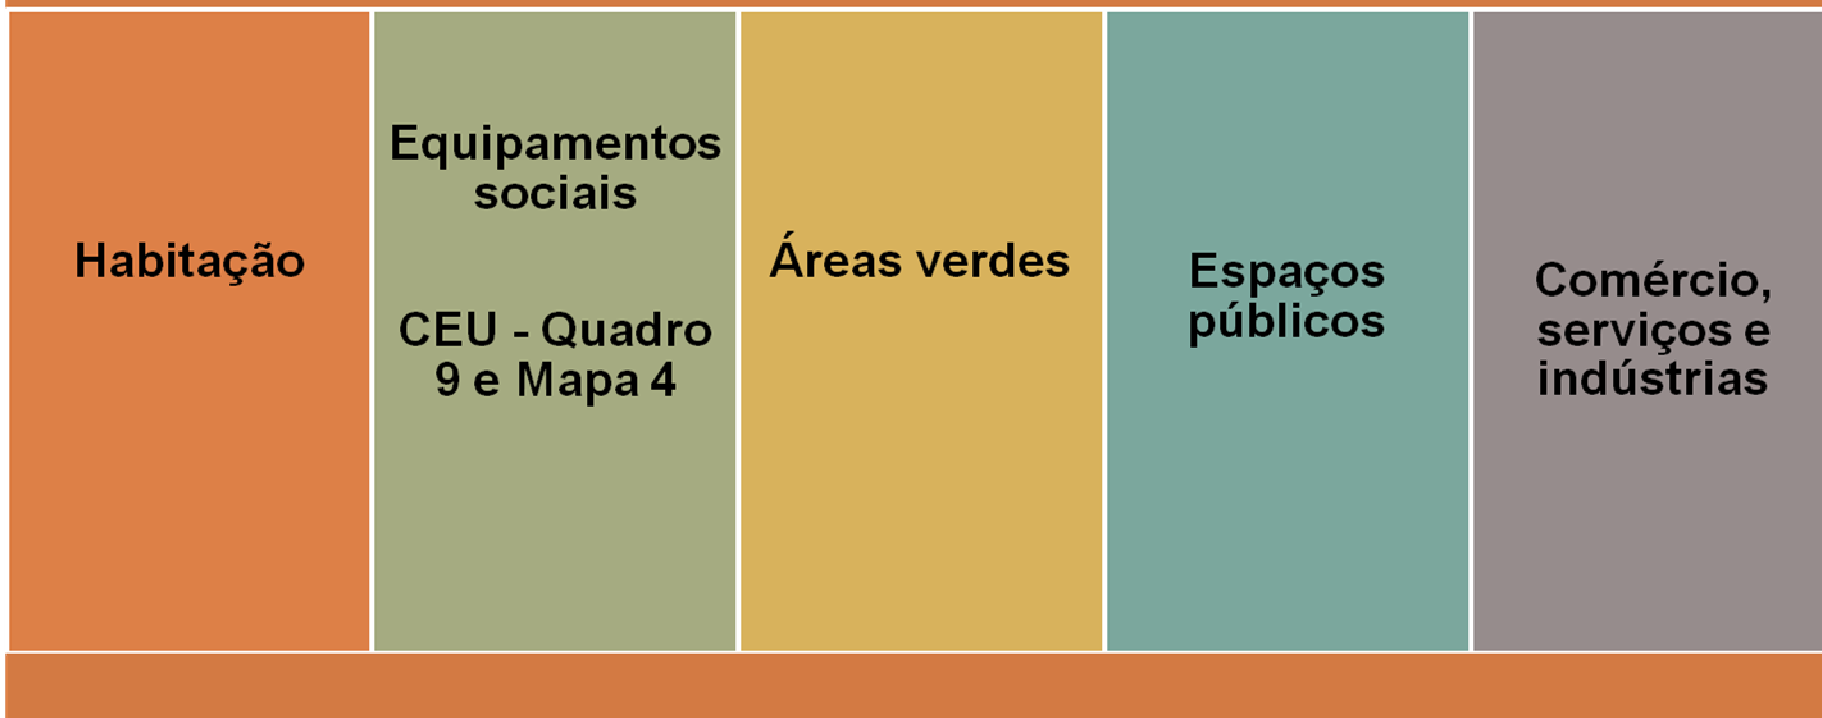 Habitação
Equipamentos
sociais
CEU - Quadro
9 e Mapa 4
Áreas verdes
Espaços
públicos
Comércio,
serviços e
indústrias